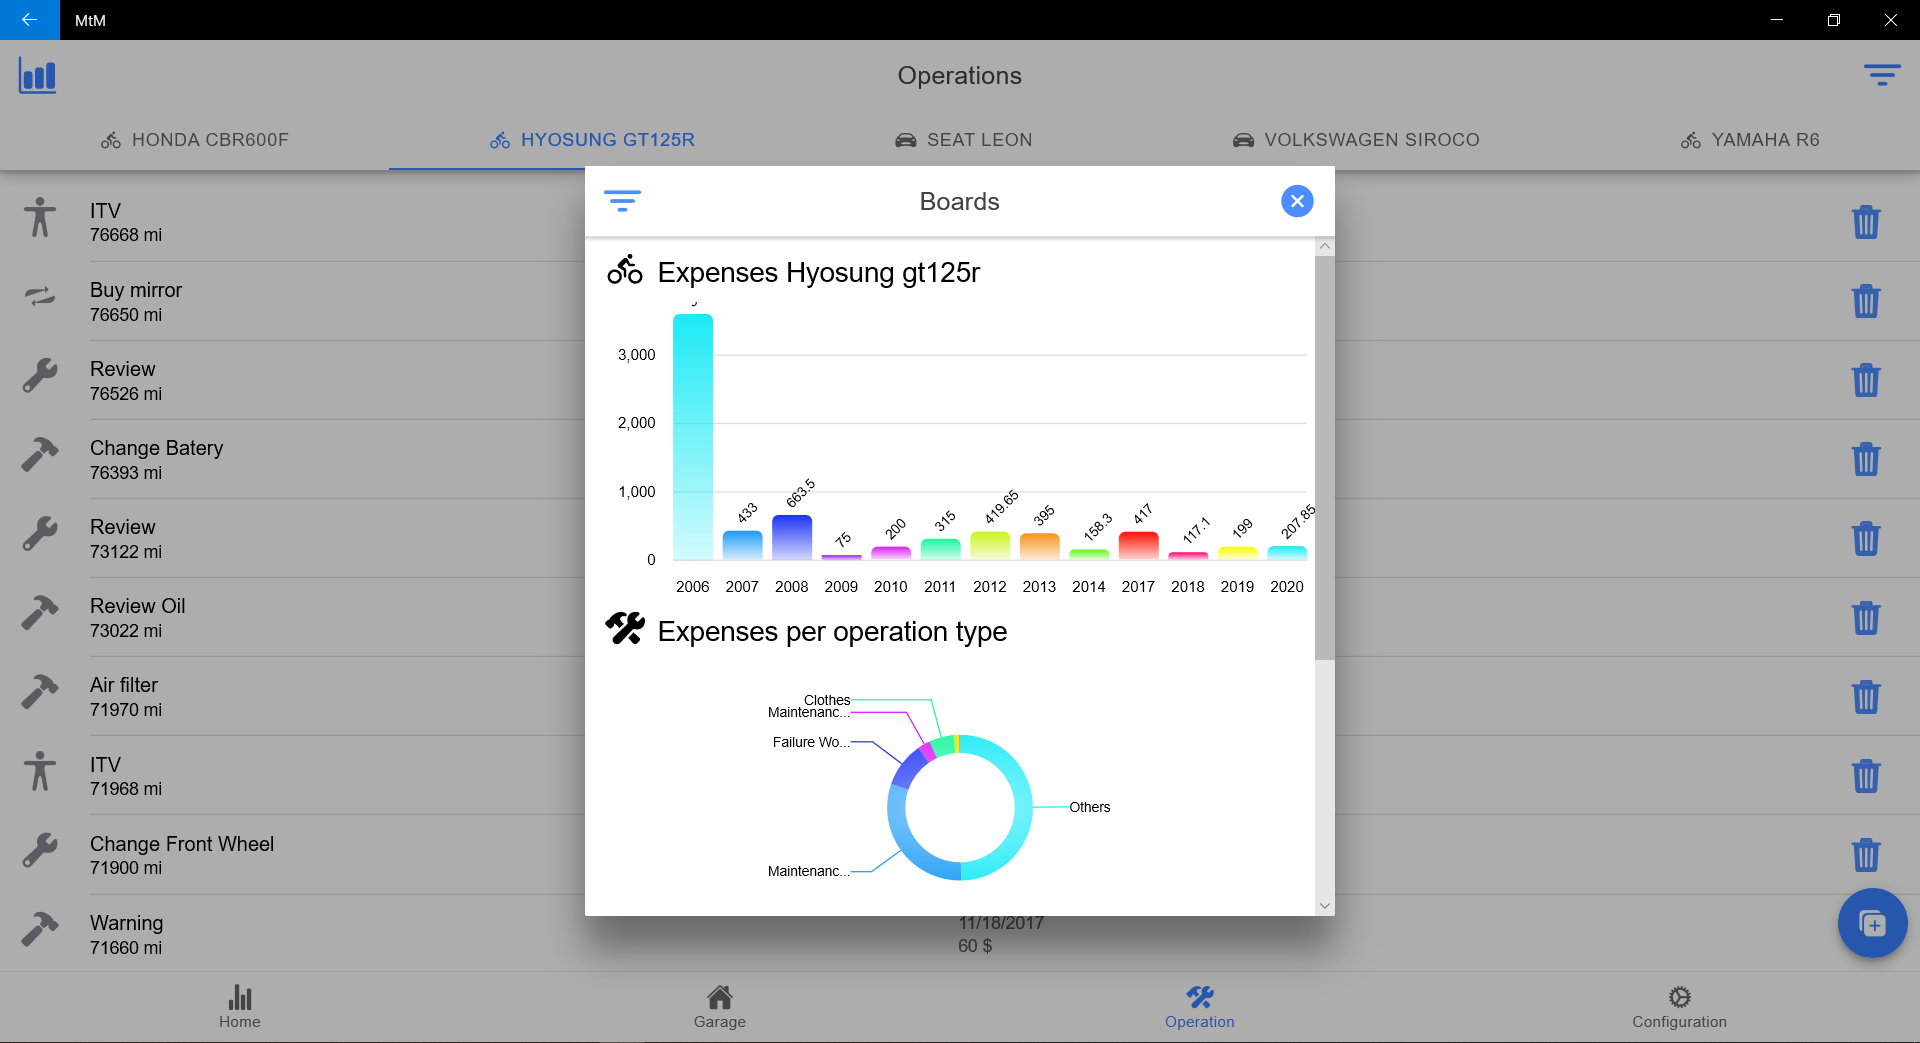 MtM
Operations
HONDA CBR600F
HYOSUNG GT125R
SEAT LEON
VOLKSWAGEN SIROCO
YAMAHA R6
ITV
76668 mi
Buy mirror
76650 mi
Review
76526 mi
Change Batery
76393 mi
Review
73122 mi
Review Oil
73022 mi
Air filter
71970 mi
ITV
71968 mi
Change Front Wheel
71900 mi
Warning
71660 mi
11/18/2017
60 $
Boards
Expenses Hyosung gt125r
3,000
2,000
1,000
0
433
663.5
75
200
315
419.65
395
158.3
417
117.1
199
207.85
2006 2007 2008 2009 2010 2011 2012 2013 2014 2017 2018 2019 2020
Expenses per operation type
Clothes
Maintenanc...
Failure Wo...
Others
Maintenanc...
Home
Garage
Operation
Configuration